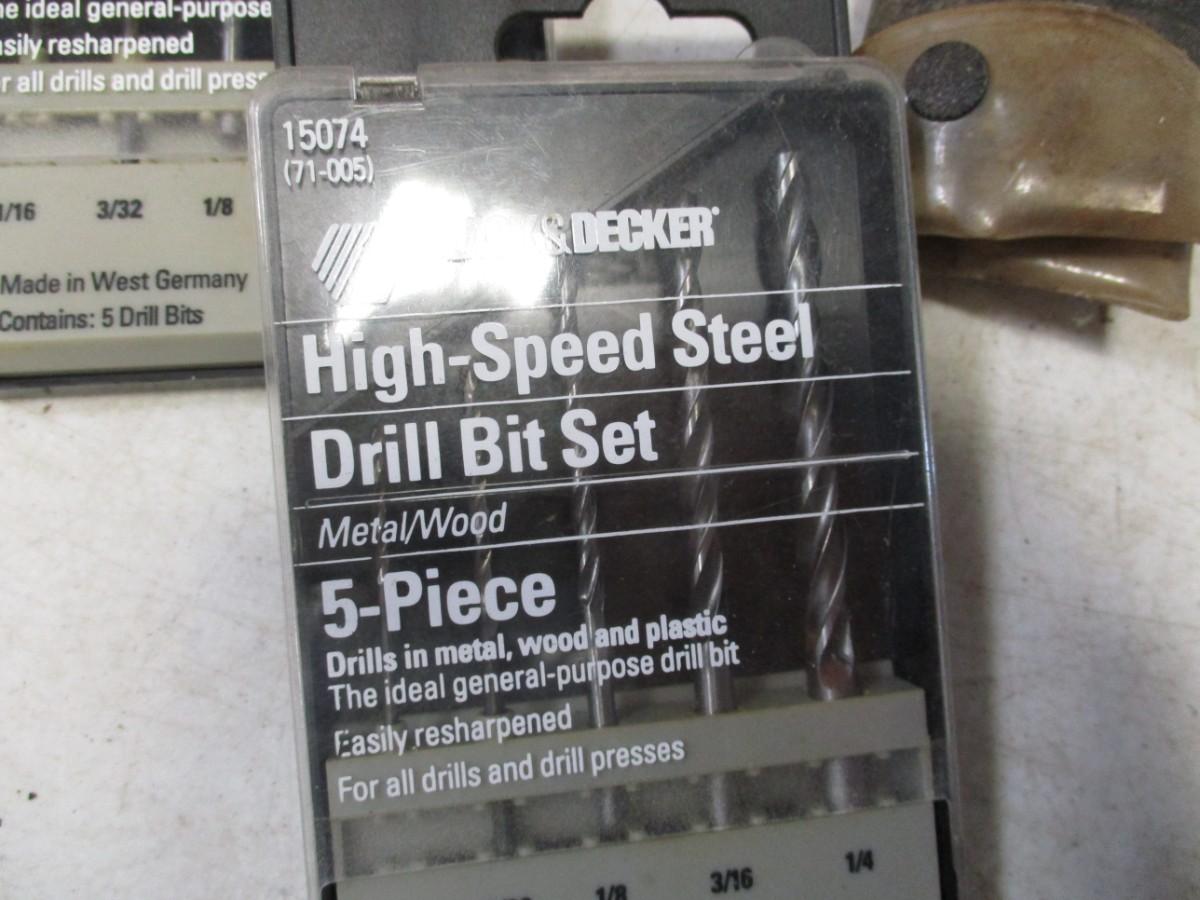 he ideal general-purpose
asily resharpened
r all drills and drill press
1/16 3/32 1/8
Made in West Germany
Contains: 5 Drill Bits
15074
(71-005)
&DECKER
High-Speed Steel
Drill Bit Set
Metal/Wood
5-Piece
Drills in metal, wood and plastic
The ideal general-purpose drill bit
Easily resharpened
For all drills and drill presses
1/8 3/16 1/4